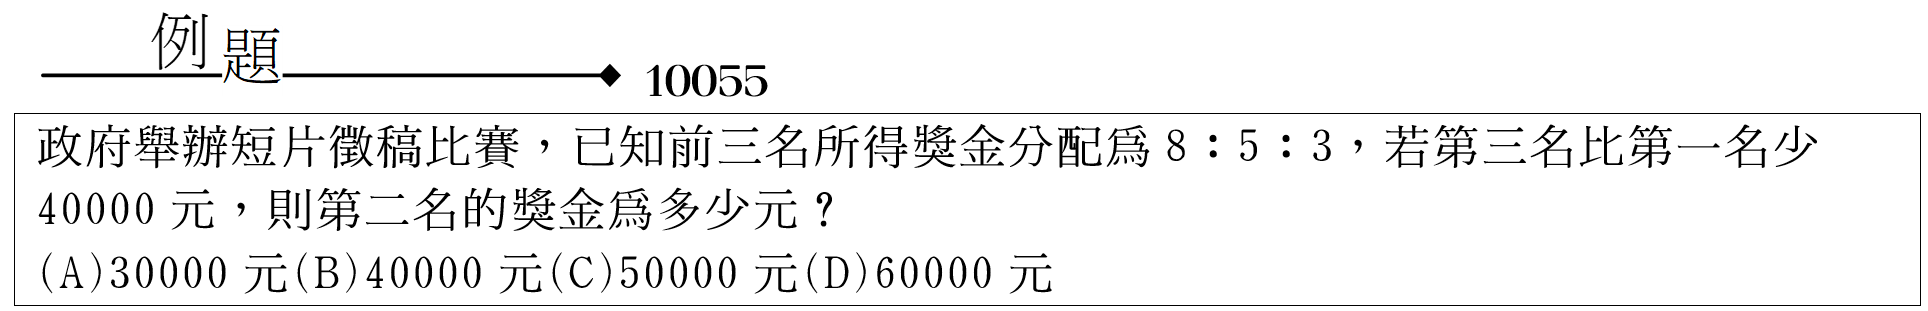 例題 10055
政府舉辦短片徵稿比賽，已知前三名所得獎金分配為 8：5：3，若第三名比第一名少
40000 元，則第二名的獎金為多少元？
(A)30000 元(B)40000 元(C)50000 元(D)60000 元